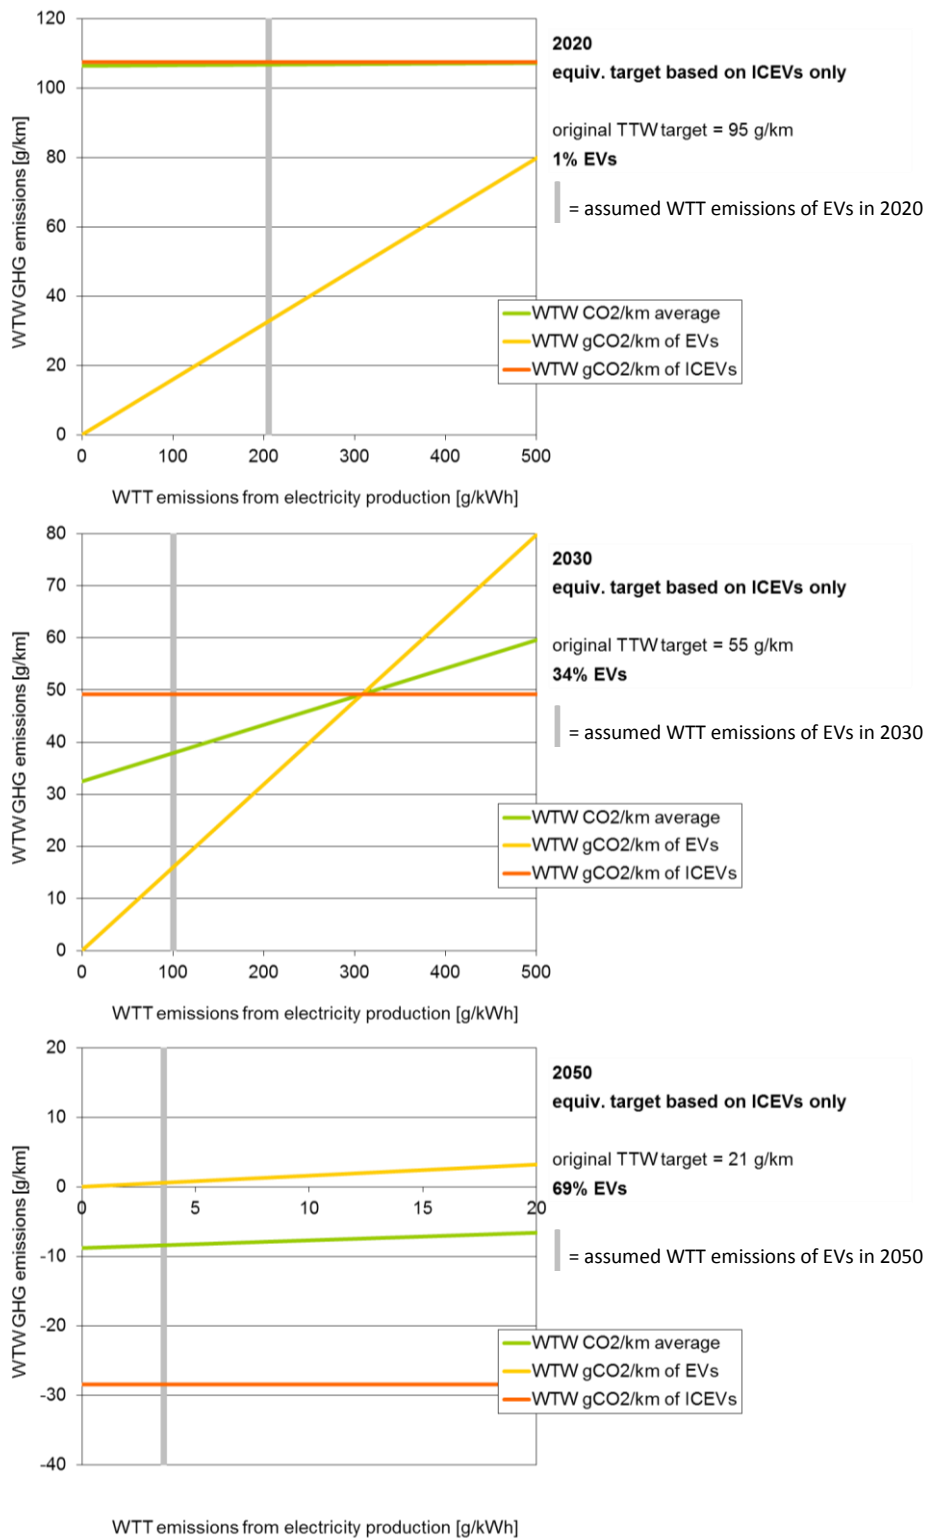 120
100
80
60
40
20
0
0 100 200 300 400 500
WTW GHG emissions [g/km]
WTT emissions from electricity production [g/kWh]
2020
equiv. target based on ICEVs only
original TTW target = 95 g/km
1% EVs
= assumed WTT emissions of EVs in 2020
WTW CO2/km average
WTW gCO2/km of EVs
WTW gCO2/km of ICEVs
80
70
60
50
40
30
20
10
0
0 100 200 300 400 500
WTW GHG emissions [g/km]
WTT emissions from electricity production [g/kWh]
2030
equiv. target based on ICEVs only
original TTW target = 55 g/km
34% EVs
= assumed WTT emissions of EVs in 2030
WTW CO2/km average
WTW gCO2/km of EVs
WTW gCO2/km of ICEVs
20
10
0
-10
-20
-30
-40
0 5 10 15 20
WTW GHG emissions [g/km]
WTT emissions from electricity production [g/kWh]
2050
equiv. target based on ICEVs only
original TTW target = 21 g/km
69% EVs
= assumed WTT emissions of EVs in 2050
WTW CO2/km average
WTW gCO2/km of EVs
WTW gCO2/km of ICEVs